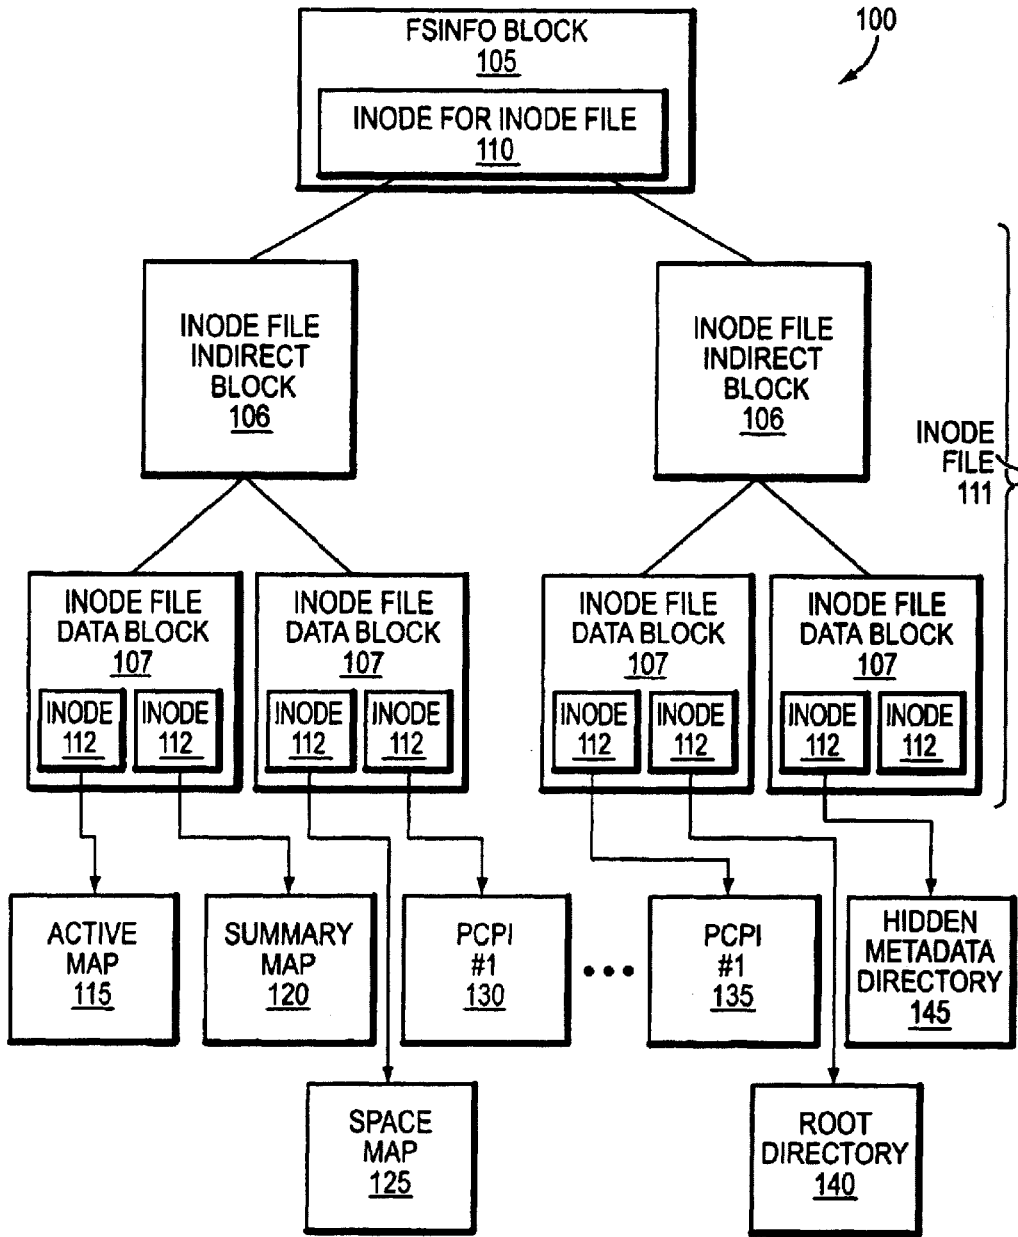 100
FSINFO BLOCK
105
INODE FOR INODE FILE
110
INODE FILE
INDIRECT
BLOCK
106
INODE FILE
INDIRECT
BLOCK
106
INODE
FILE
111
INODE FILE
DATA BLOCK
107
INODE
112
INODE
112
INODE FILE
DATA BLOCK
107
INODE
112
INODE
112
INODE FILE
DATA BLOCK
107
INODE
112
INODE
112
INODE FILE
DATA BLOCK
107
INODE
112
INODE
112
ACTIVE
MAP
115
SUMMARY
MAP
120
PCPI
#1
130
PCPI
#1
135
HIDDEN
METADATA
DIRECTORY
145
SPACE
MAP
125
ROOT
DIRECTORY
140